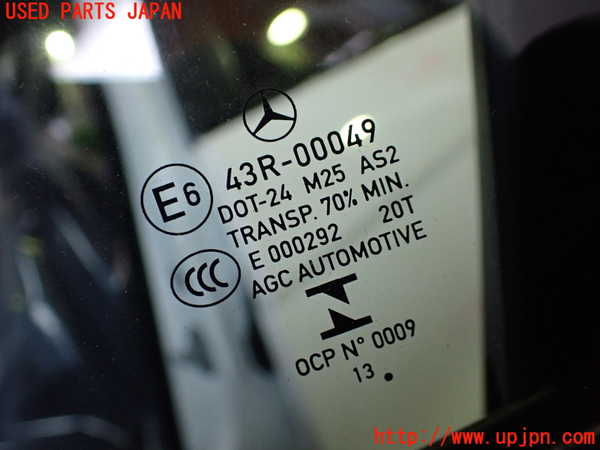 USED PARTS JAPAN
43R-00049
E6
DOT-24 M25 AS2
TRANSP. 70% MIN.
E 000292 20T
CCC
AGC AUTOMOTIVE
OCP N° 0009
13 .
http://www.upjpn.com/